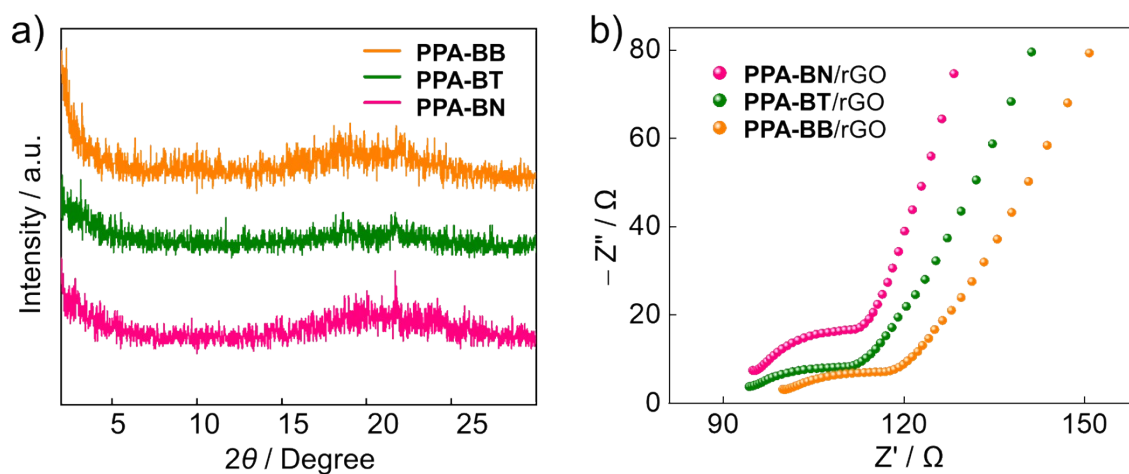 a)
PPA-BB
PPA-BT
PPA-BN
Intensity / a.u.
5 10 15 20 25
2θ / Degree
b)
80
60
40
20
0
PPA-BN/rGO
PPA-BT/rGO
PPA-BB/rGO
− Z" / Ω
90 120 150
Z' / Ω